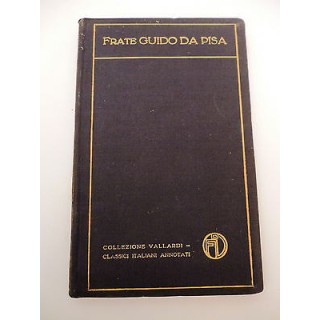 FRATE GUIDO DA PISA
COLLEZIONE VALLARDI –
CLASSICI ITALIANI ANNOTATI